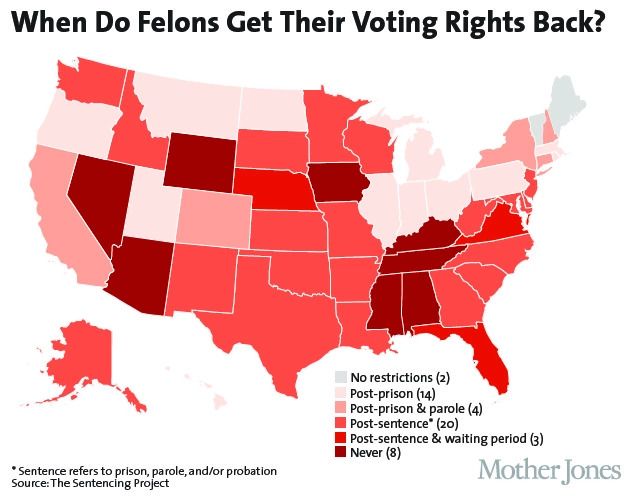 When Do Felons Get Their Voting Rights Back?
No restrictions (2)
Post-prison (14)
Post-prison & parole (4)
Post-sentence* (20)
Post-sentence & waiting period (3)
Never (8)
* Sentence refers to prison, parole, and/or probation
Source: The Sentencing Project
Mother Jones